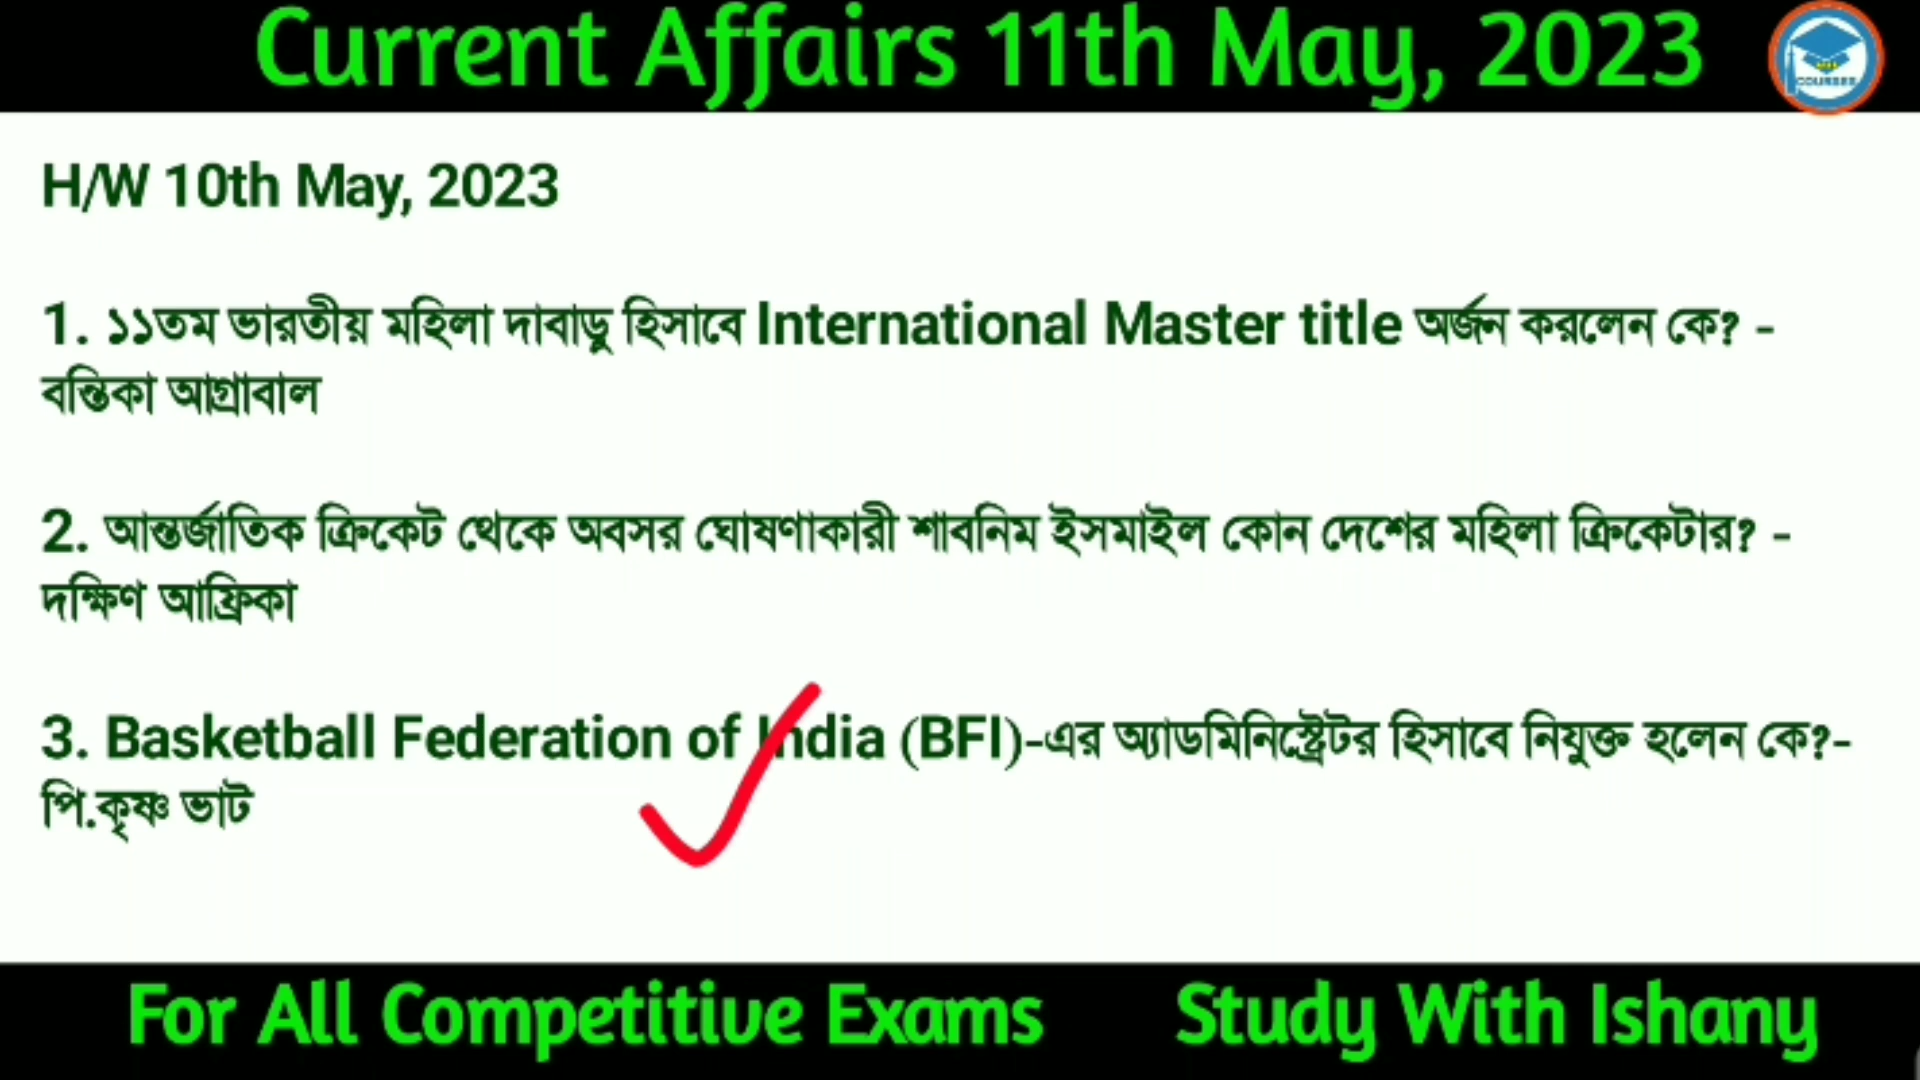 Current Affairs 11th May, 2023
COURSES
H/W 10th May, 2023
1. ১১তম ভারতীয় মহিলা দাবাড়ু হিসাবে International Master title অর্জন করলেন কে? -
বন্তিকা আগ্রাবাল
2. আন্তর্জাতিক ক্রিকেট থেকে অবসর ঘোষণাকারী শাবনিম ইসমাইল কোন দেশের মহিলা ক্রিকেটার? -
দক্ষিণ আফ্রিকা
3. Basketball Federation of India (BFI)-এর অ্যাডমিনিস্ট্রেটর হিসাবে নিযুক্ত হলেন কে?-
পি.কৃষ্ণ ভাট
For All Competitive Exams Study With Ishany